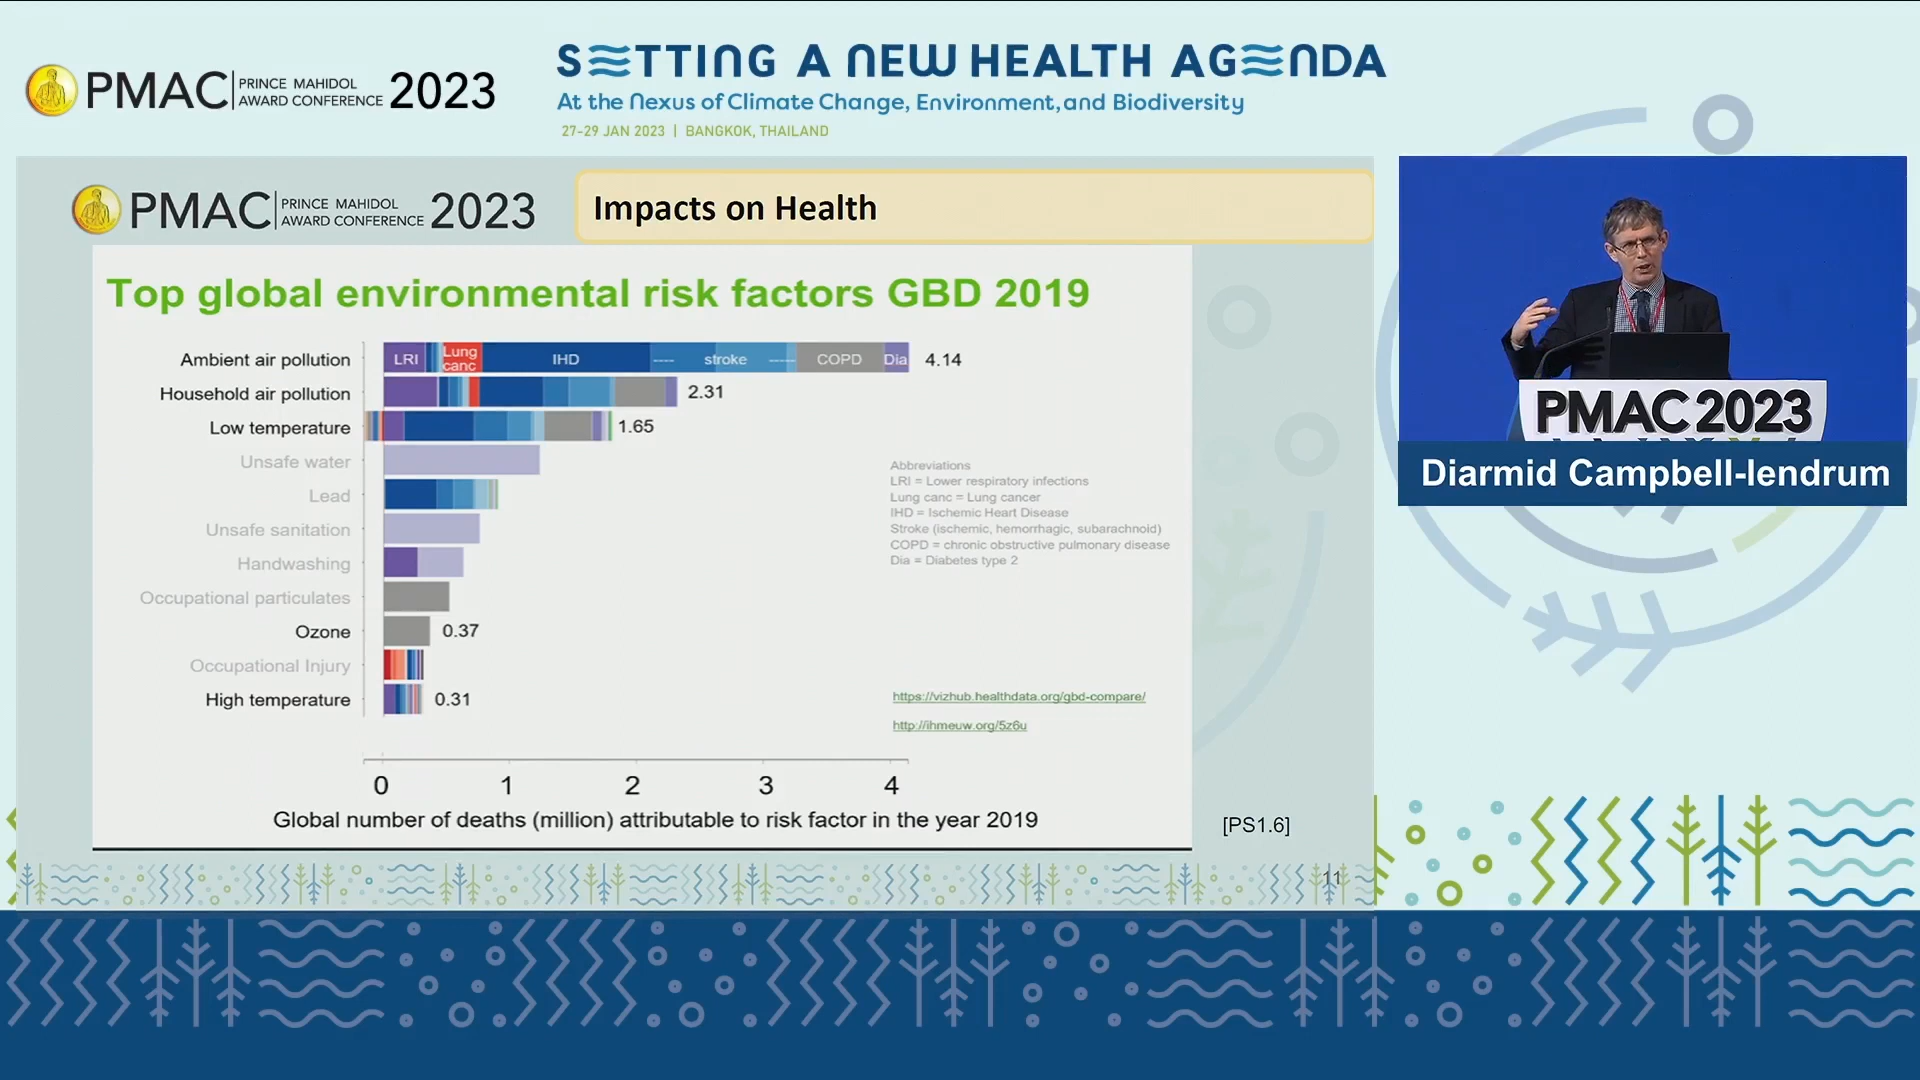 PMAC PRINCE MAHIDOL AWARD CONFERENCE 2023
SETTING A NEW HEALTH AGENDA
At the Nexus of Climate Change, Environment, and Biodiversity
27-29 JAN 2023 | BANGKOK, THAILAND
PMAC PRINCE MAHIDOL AWARD CONFERENCE 2023
Impacts on Health
Top global environmental risk factors GBD 2019
Ambient air pollution LRI Lung canc IHD stroke COPD Dia 4.14
Household air pollution 2.31
Low temperature 1.65
Unsafe water
Lead
Unsafe sanitation
Handwashing
Occupational particulates
Ozone 0.37
Occupational Injury
High temperature 0.31
Abbreviations
LRI = Lower respiratory infections
Lung canc = Lung cancer
IHD = Ischemic Heart Disease
Stroke (ischemic, hemorrhagic, subarachnoid)
COPD = chronic obstructive pulmonary disease
Dia = Diabetes type 2
https://vizhub.healthdata.org/gbd-compare/
http://ihmeuw.org/5z6u
0 1 2 3 4
Global number of deaths (million) attributable to risk factor in the year 2019
[PS1.6]
11
PMAC 2023
Diarmid Campbell-lendrum